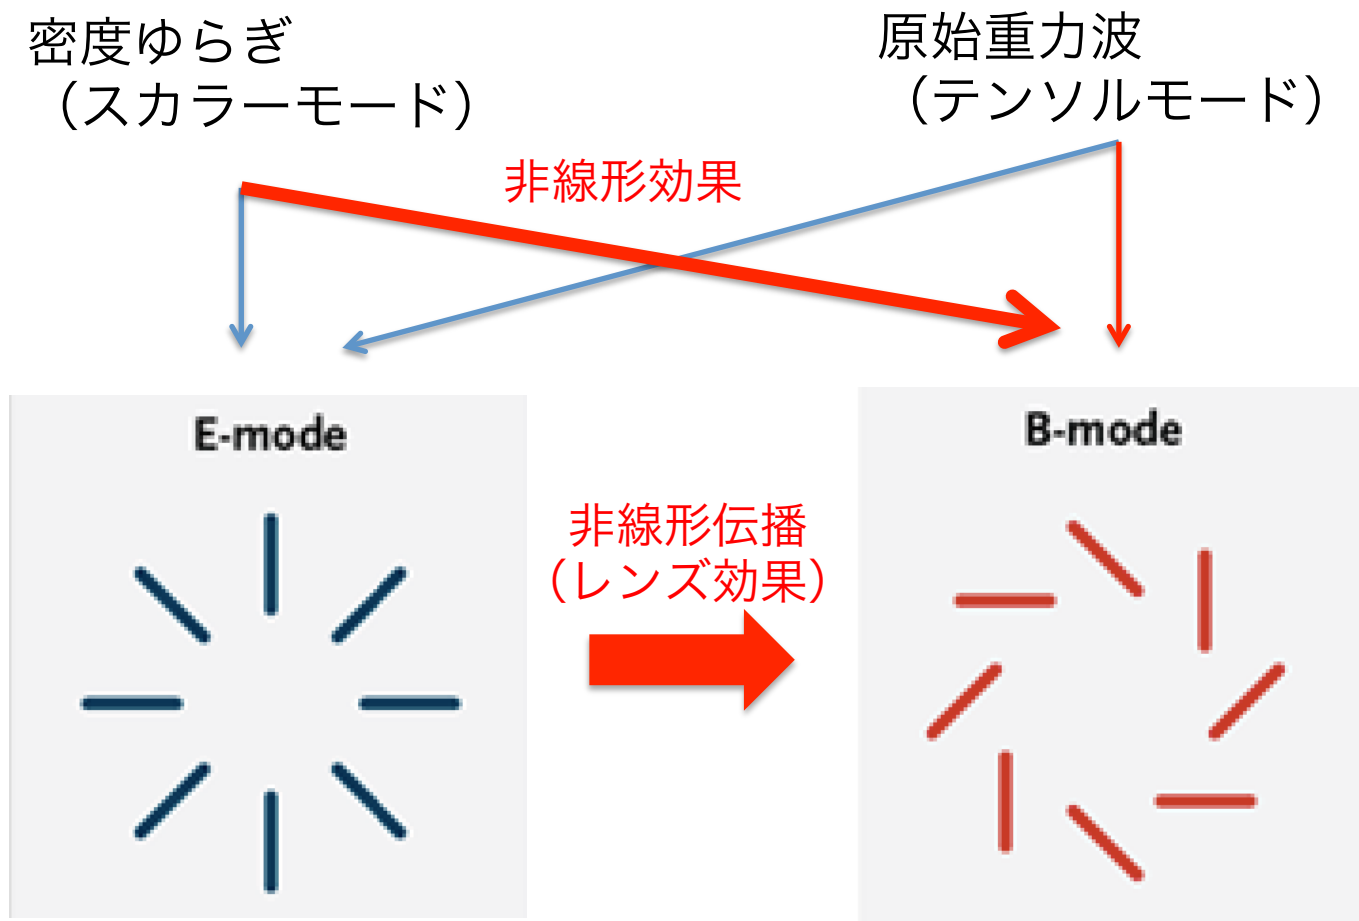 密度ゆらぎ
（スカラーモード）
原始重力波
（テンソルモード）
非線形効果
E-mode
B-mode
非線形伝播
（レンズ効果）